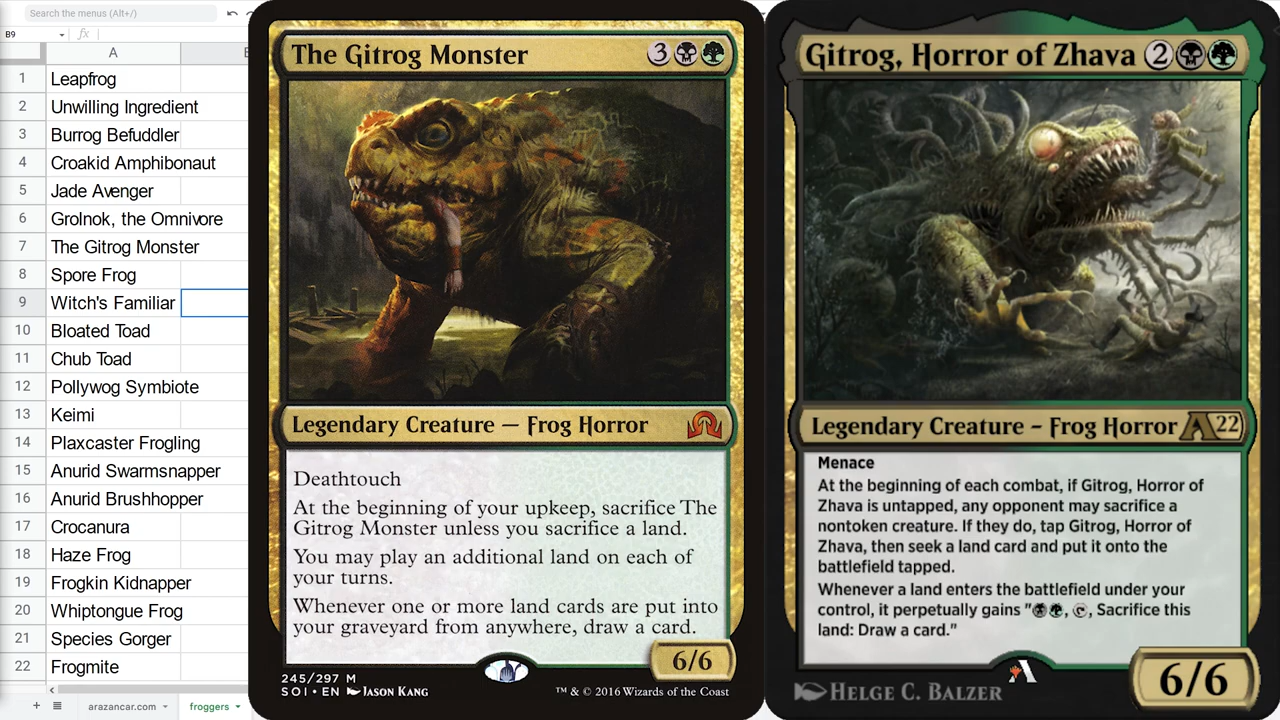 Search the menus (Alt+/)
B9
fx
A
1 Leapfrog
2 Unwilling Ingredient
3 Burrog Befuddler
4 Croakid Amphibonaut
5 Jade Avenger
6 Grolnok, the Omnivore
7 The Gitrog Monster
8 Spore Frog
9 Witch's Familiar
10 Bloated Toad
11 Chub Toad
12 Pollywog Symbiote
13 Keimi
14 Plaxcaster Frogling
15 Anurid Swamsnapper
16 Anurid Brushhopper
17 Crocanura
18 Haze Frog
19 Frogkin Kidnapper
20 Whiptongue Frog
21 Species Gorger
22 Frogmite
arazancar.com
froggers
The Gitrog Monster 3
Legendary Creature — Frog Horror
Deathtouch
At the beginning of your upkeep, sacrifice The
Gitrog Monster unless you sacrifice a land.
You may play an additional land on each of
your turns.
Whenever one or more land cards are put into
your graveyard from anywhere, draw a card.
6/6
245/297 M
SOI • EN Jason Kang
™ & © 2016 Wizards of the Coast
Gitrog, Horror of Zhava 2
Legendary Creature – Frog Horror A22
Menace
At the beginning of each combat, if Gitrog, Horror of
Zhava is untapped, any opponent may sacrifice a
nontoken creature. If they do, tap Gitrog, Horror of
Zhava, then seek a land card and put it onto the
battlefield tapped.
Whenever a land enters the battlefield under your
control, it perpetually gains " , , Sacrifice this
land: Draw a card."
6/6
Helge C. Balzer